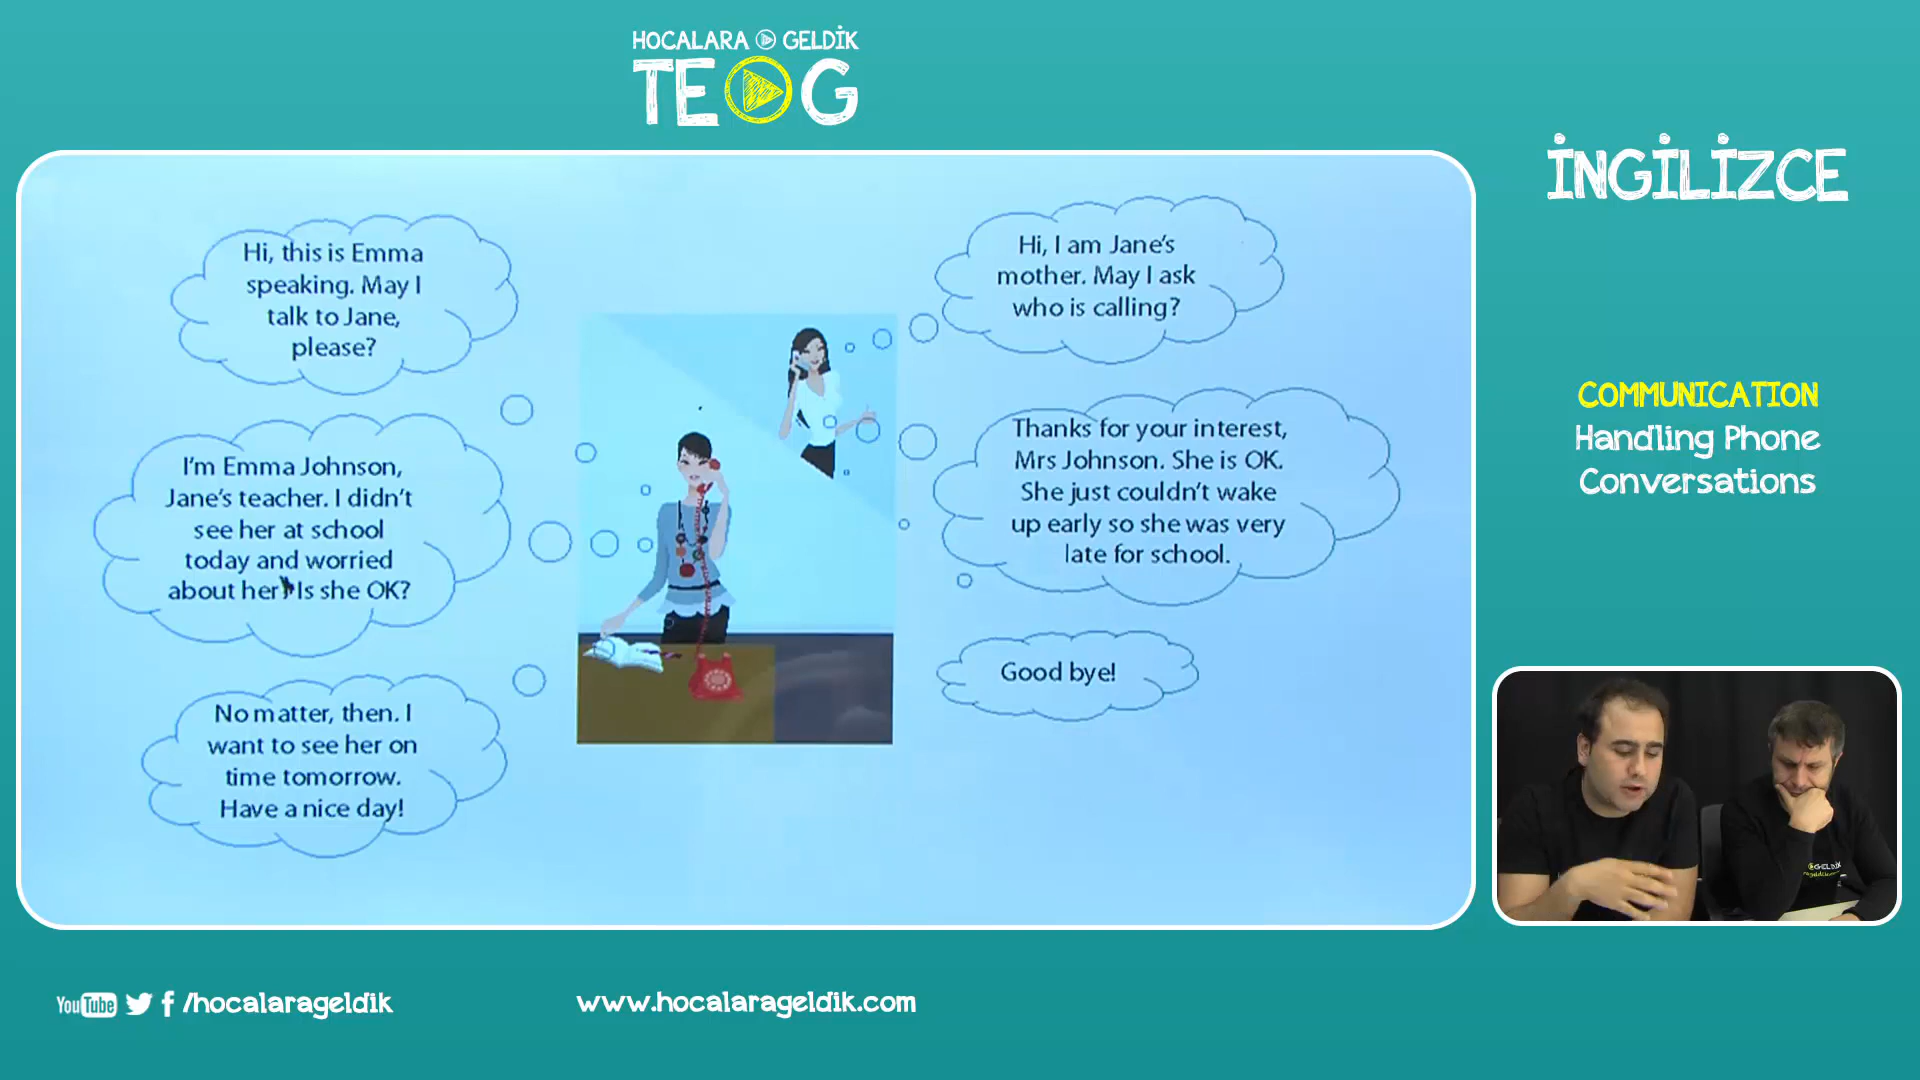 HOCALARA GELDİK
TEOG
İNGİLİZCE
Hi, this is Emma
speaking. May I
talk to Jane,
please?
Hi, I am Jane's
mother. May I ask
who is calling?
I'm Emma Johnson,
Jane's teacher. I didn't
see her at school
today and worried
about her. Is she OK?
Thanks for your interest,
Mrs Johnson. She is OK.
She just couldn't wake
up early so she was very
late for school.
No matter, then. I
want to see her on
time tomorrow.
Have a nice day!
Good bye!
COMMUNICATION
Handling Phone
Conversations
GELDİK
YouTube /hocalarageldik
www.hocalarageldik.com